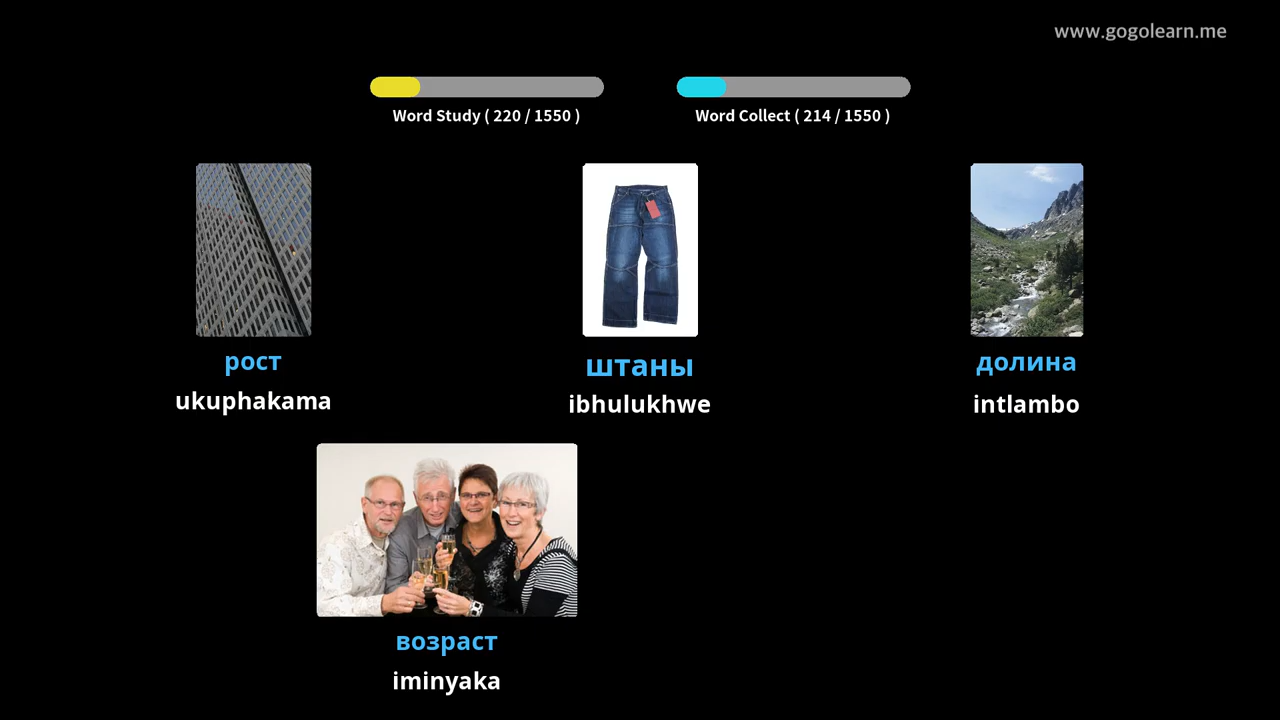 www.gogolearn.me
Word Study ( 220 / 1550 )
Word Collect ( 214 / 1550 )
рост
ukuphakama
штаны
ibhulukhwe
долина
intlambo
возраст
iminyaka